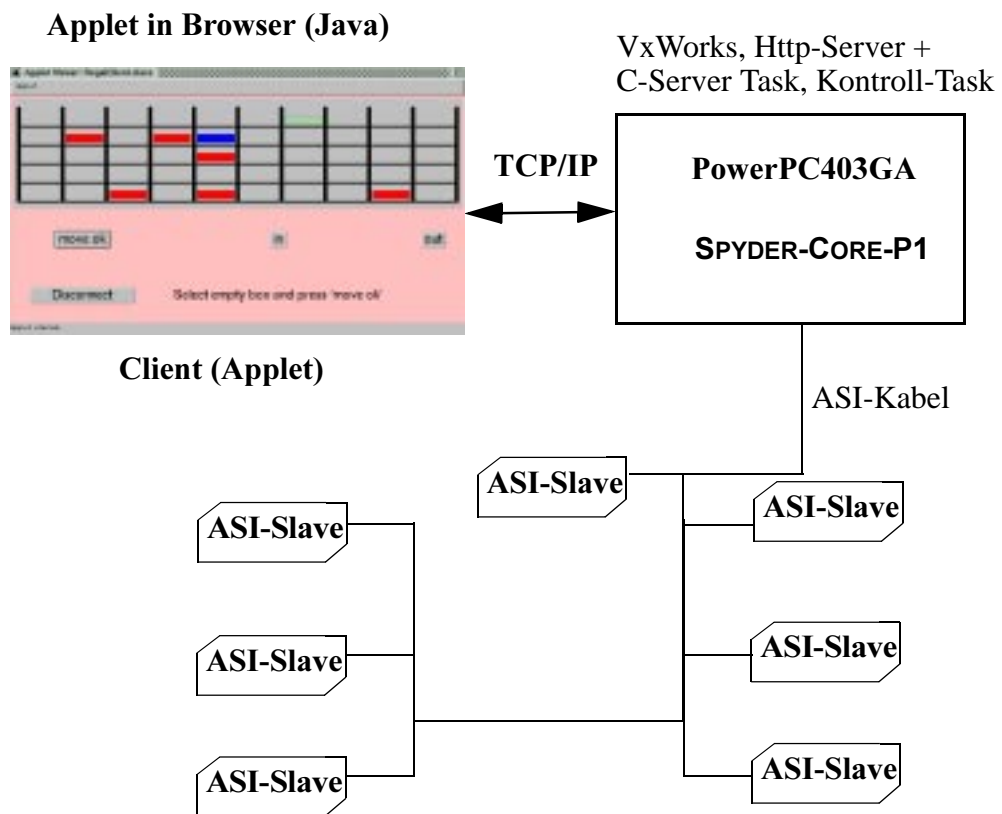 Applet in Browser (Java)
VxWorks, Http-Server +
C-Server Task, Kontroll-Task
TCP/IP
PowerPC403GA
SPYDER-CORE-P1
move ok
in
out
Disconnect
Select empty box and press 'move ok'
Client (Applet)
ASI-Kabel
ASI-Slave
ASI-Slave
ASI-Slave
ASI-Slave
ASI-Slave
ASI-Slave
ASI-Slave